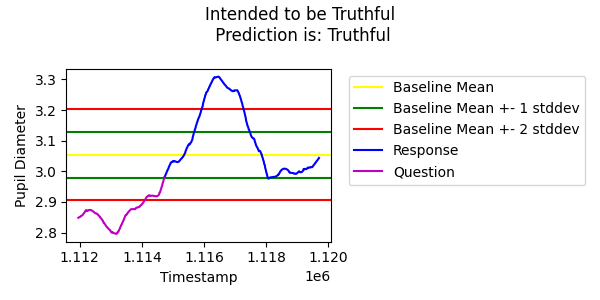 Intended to be Truthful
Prediction is: Truthful
Pupil Diameter
3.3
3.2
3.1
3.0
2.9
2.8
1.112 1.114 1.116 1.118 1.120
1e6
Timestamp
Baseline Mean
Baseline Mean +- 1 stddev
Baseline Mean +- 2 stddev
Response
Question